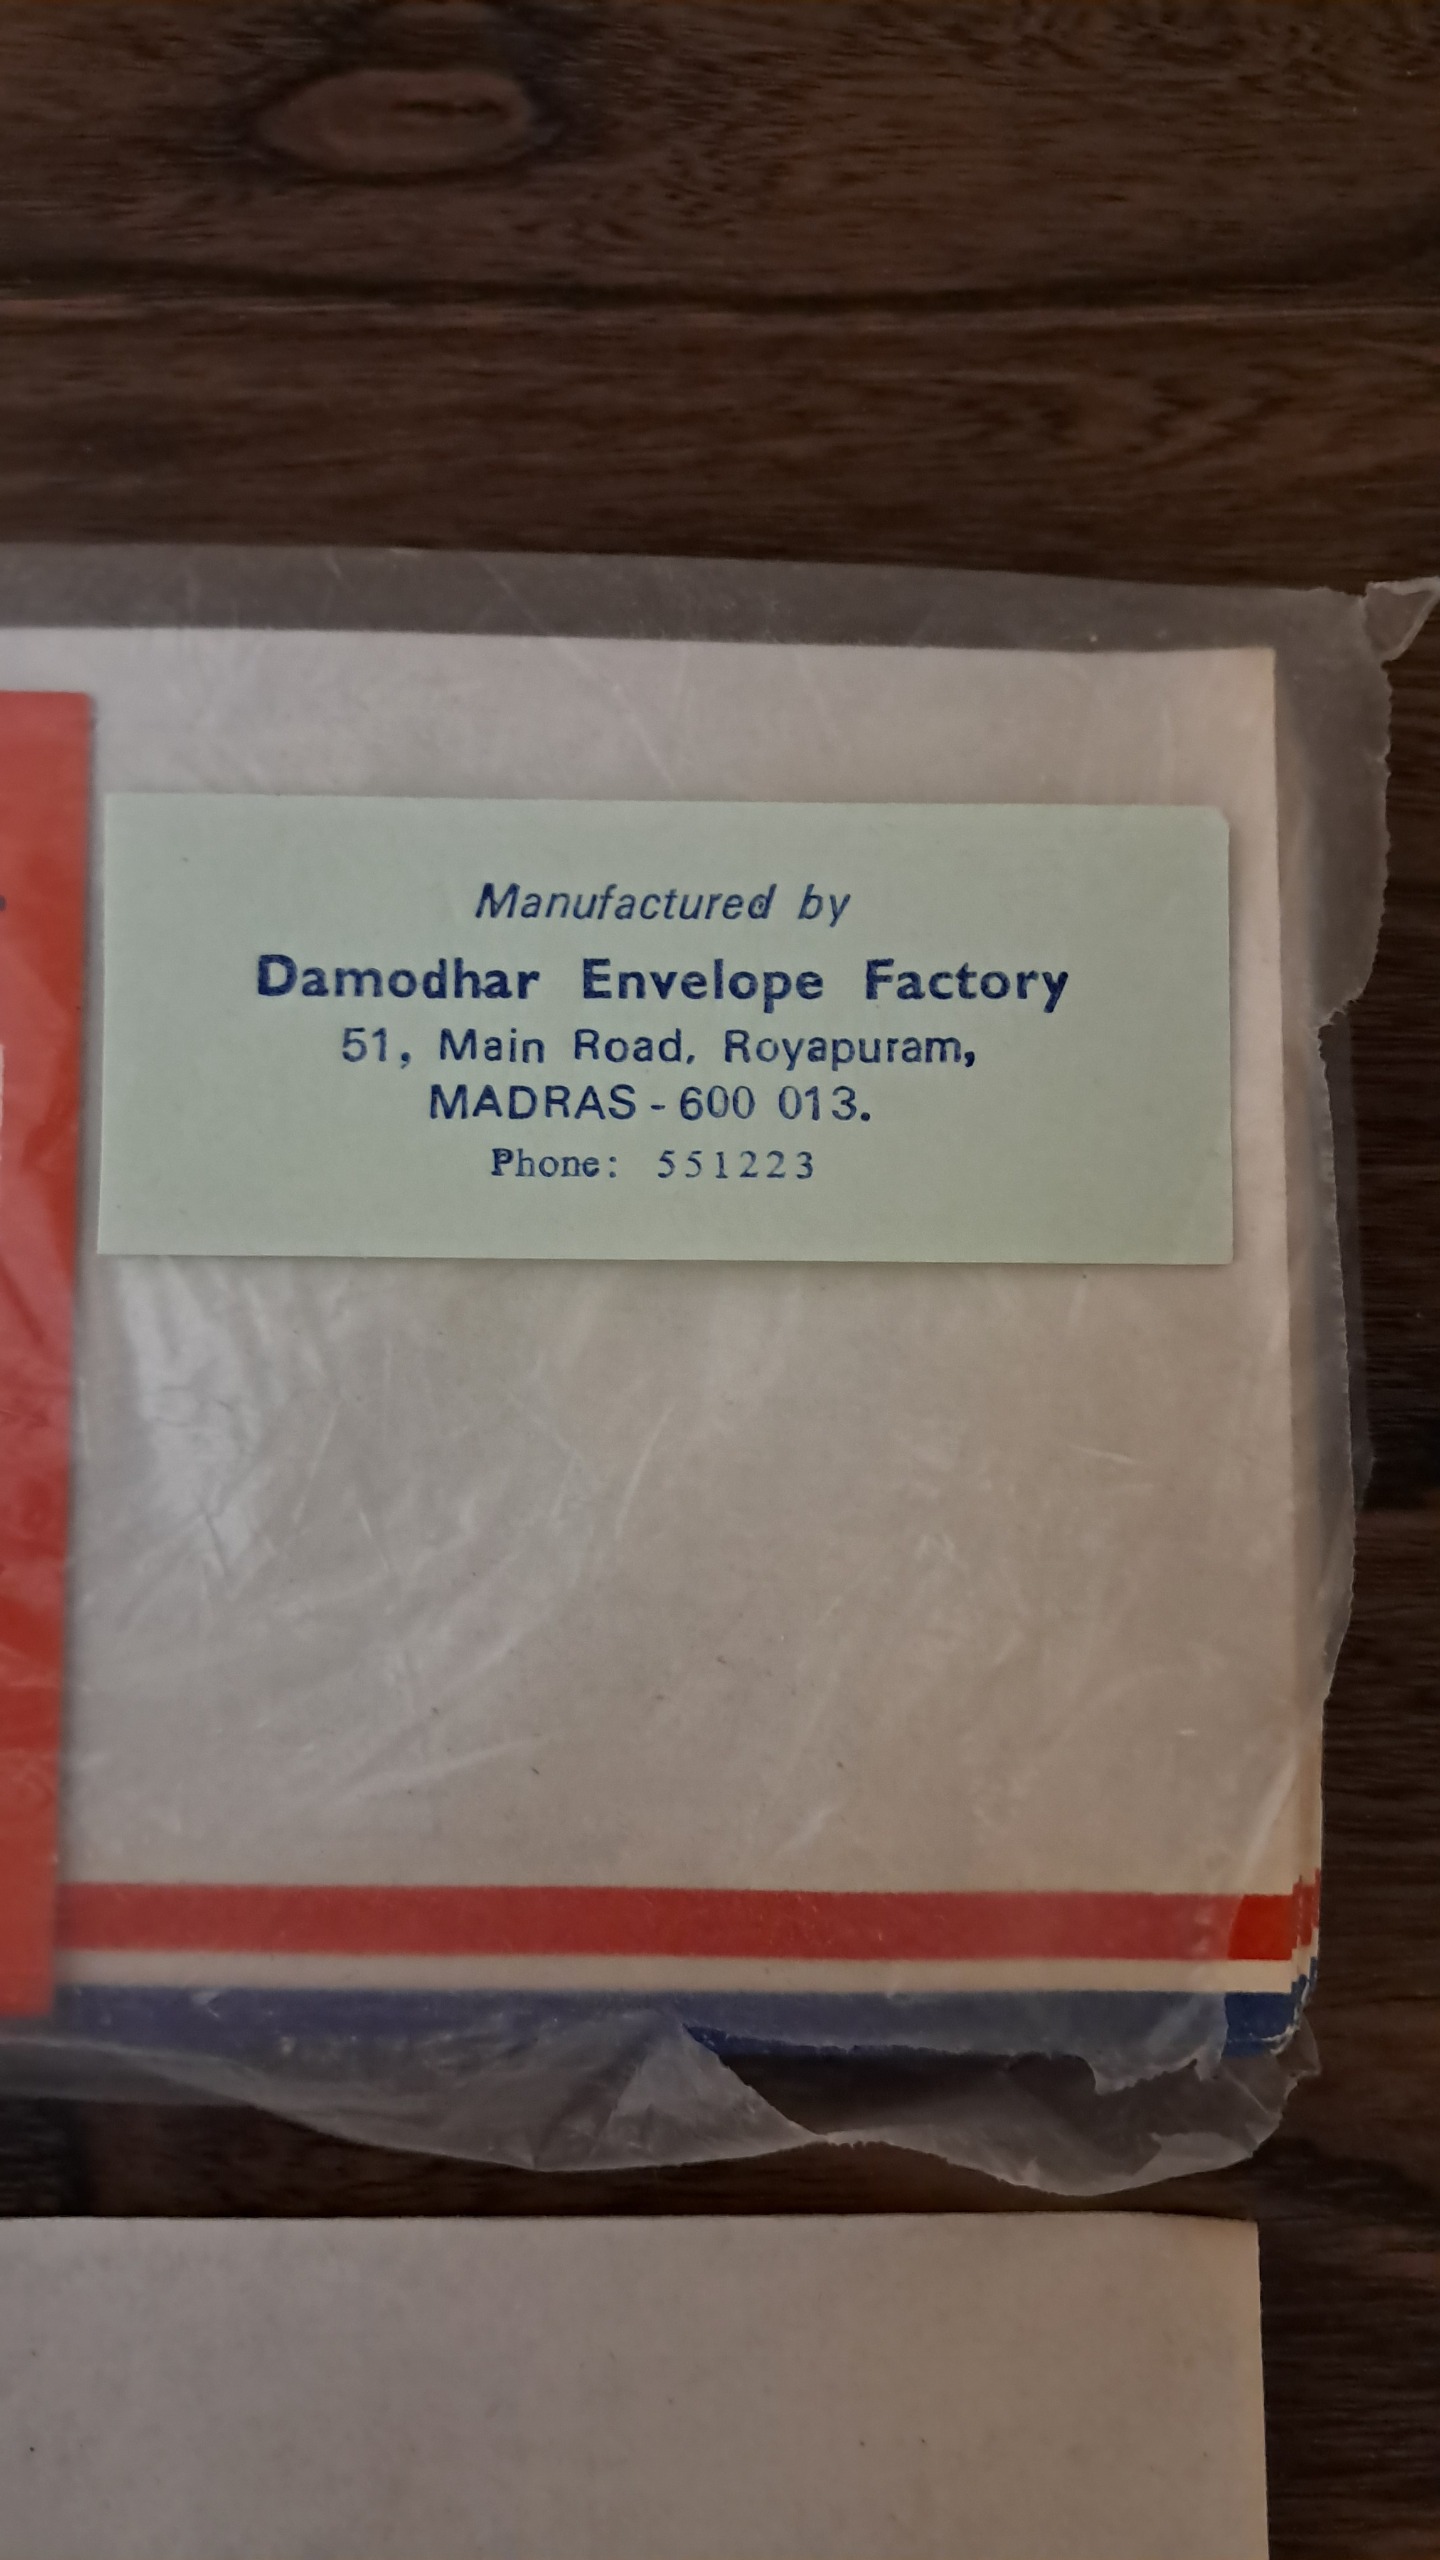 Manufactured by
Damodhar Envelope Factory
51, Main Road, Royapuram,
MADRAS - 600 013.
Phone: 551223